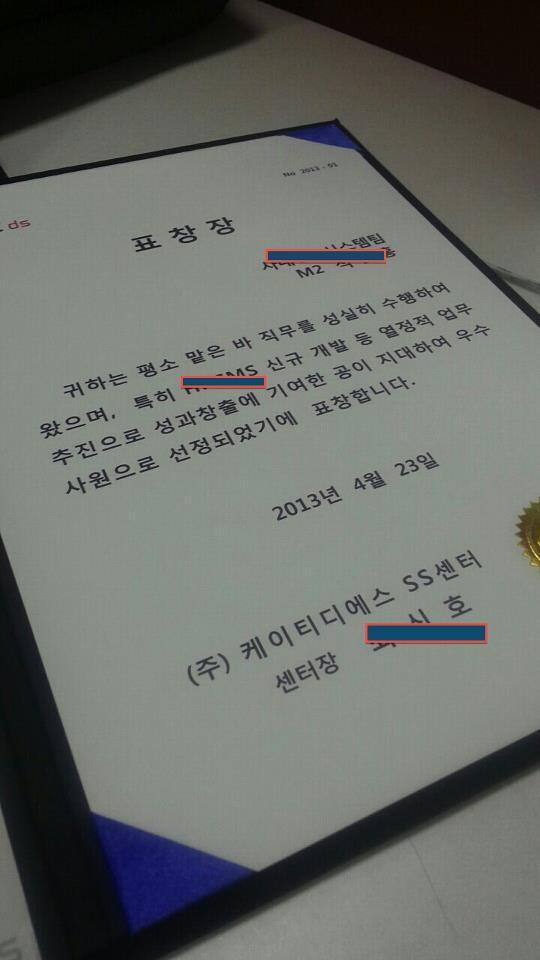 ds
No 2013 - 01
표창장
시스템팀
M2
귀하는 평소 맡은 바 직무를 성실히 수행하여
왔으며, 특히 신규 개발 등 열정적 업무
추진으로 성과창출에 기여한 공이 지대하여 우수
사원으로 선정되었기에 표창합니다.
2013년 4월 23일
(주) 케이티디에스 SS센터
센터장